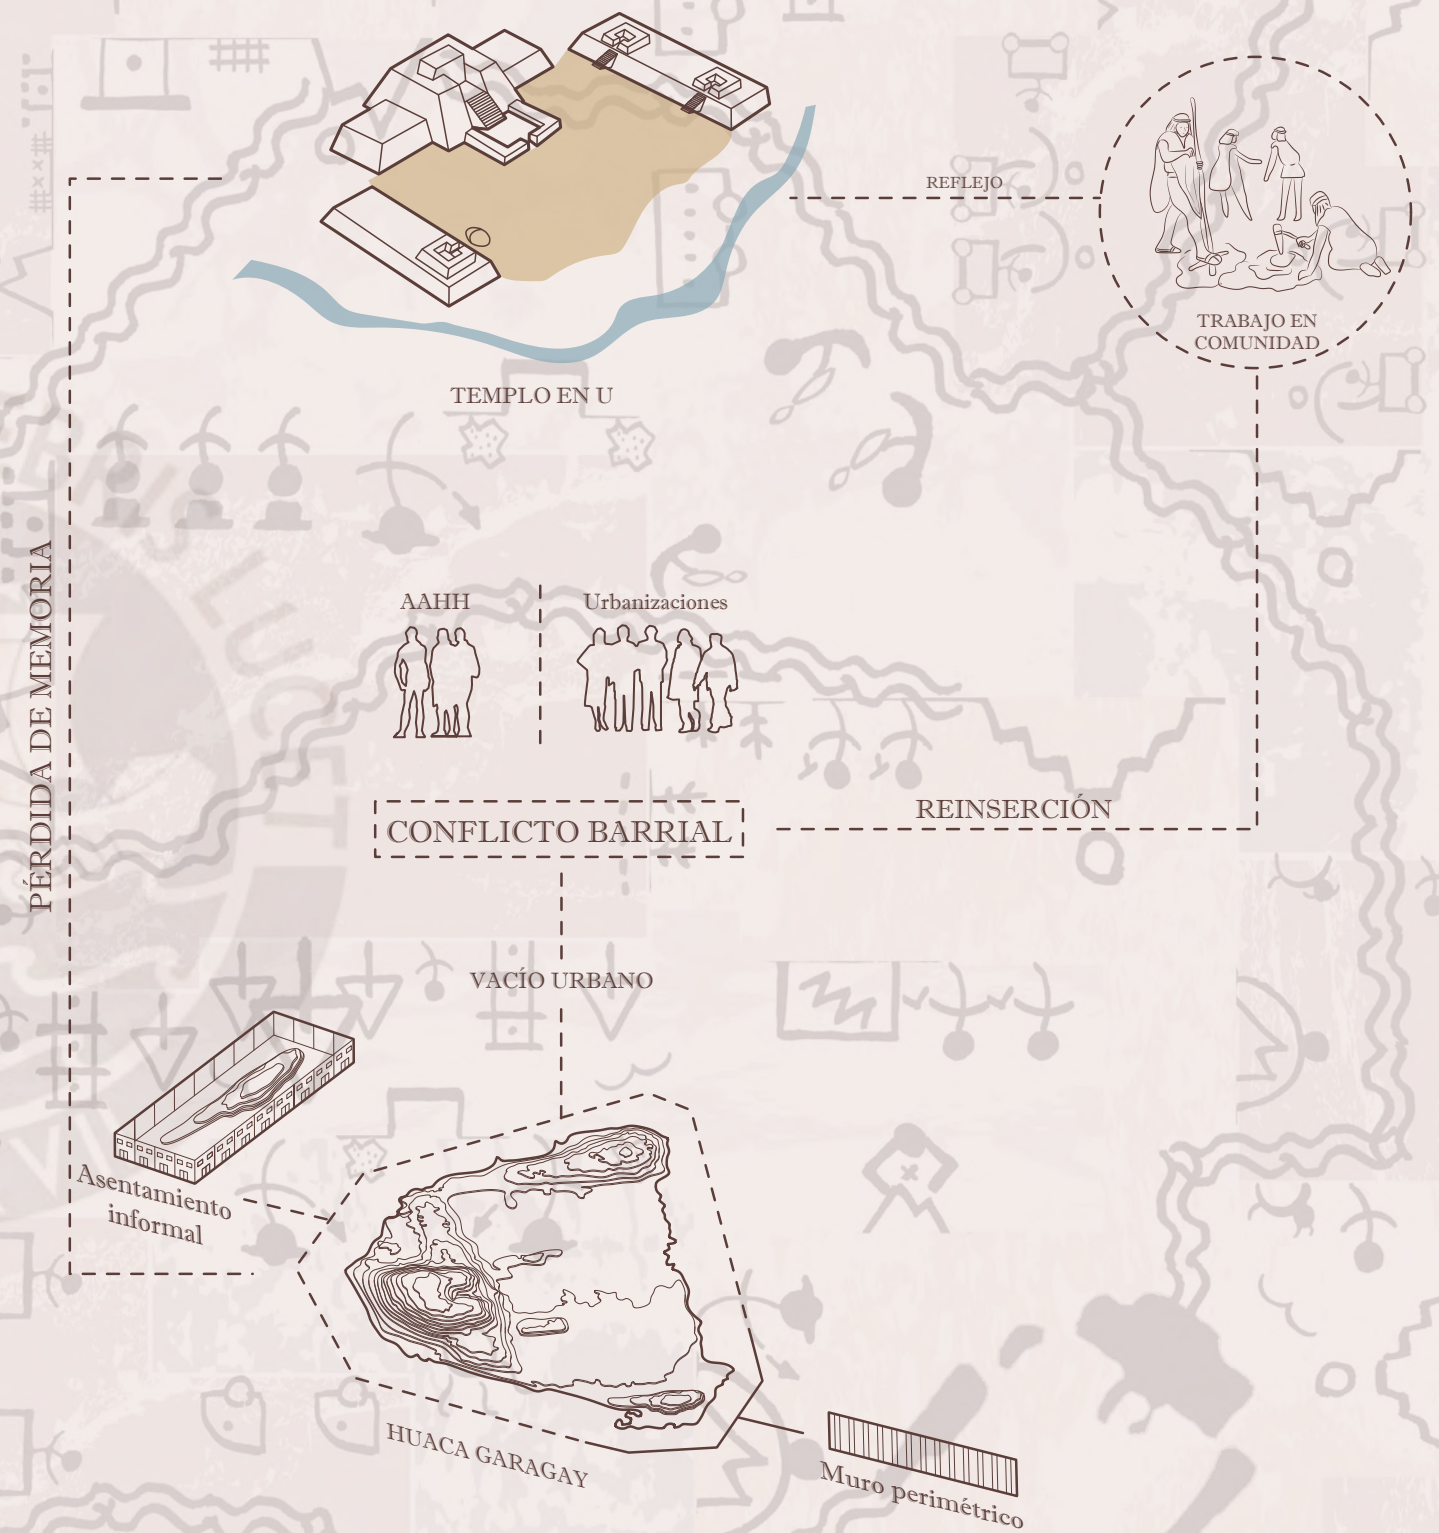 REFLEJO
TRABAJO EN
COMUNIDAD
TEMPLO EN U
PÉRDIDA DE MEMORIA
AAHH
Urbanizaciones
CONFLICTO BARRIAL
REINSERCIÓN
VACÍO URBANO
Asentamiento
informal
HUACA GARAGAY
Muro perimétrico